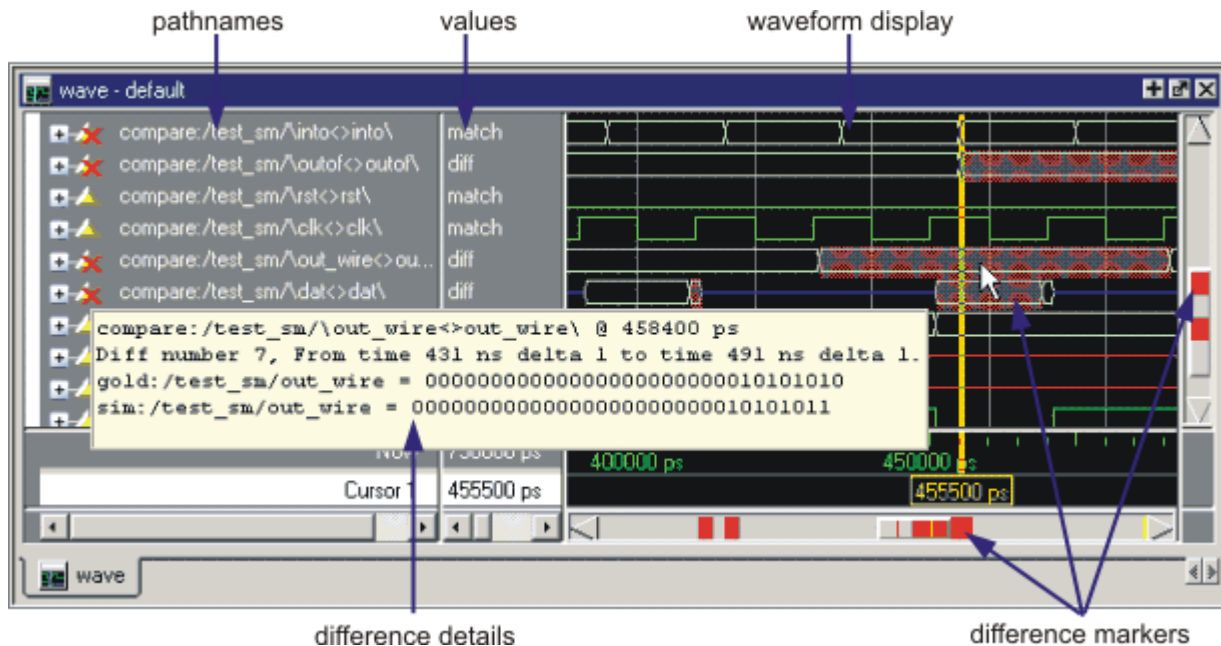 pathnames values waveform display
wave - default
compare:/test_sm/\into<>into\ match
compare:/test_sm/\outof<>outof\ diff
compare:/test_sm/\rst<>rst\ match
compare:/test_sm/\clk<>clk\ match
compare:/test_sm/\out_wire<>ou... diff
compare:/test_sm/\dat<>dat\ diff
compare:/test_sm/\out_wire<>out_wire\ @ 458400 ps
Diff number 7, From time 431 ns delta 1 to time 491 ns delta 1.
gold:/test_sm/out_wire = 00000000000000000000000010101010
sim:/test_sm/out_wire = 00000000000000000000000010101011
400000 ps 450000 ps
Cursor 1 455500 ps 455500 ps
wave
difference details difference markers